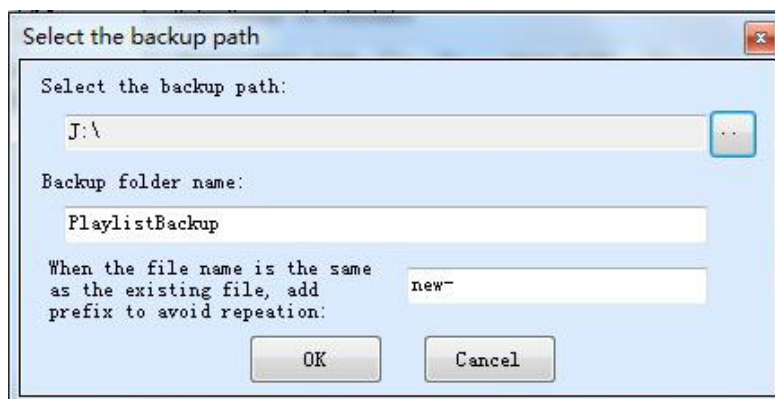 Select the backup path
Select the backup path:
J:\
..
Backup folder name:
PlaylistBackup
When the file name is the same
as the existing file, add
prefix to avoid repeation:
new-
OK
Cancel